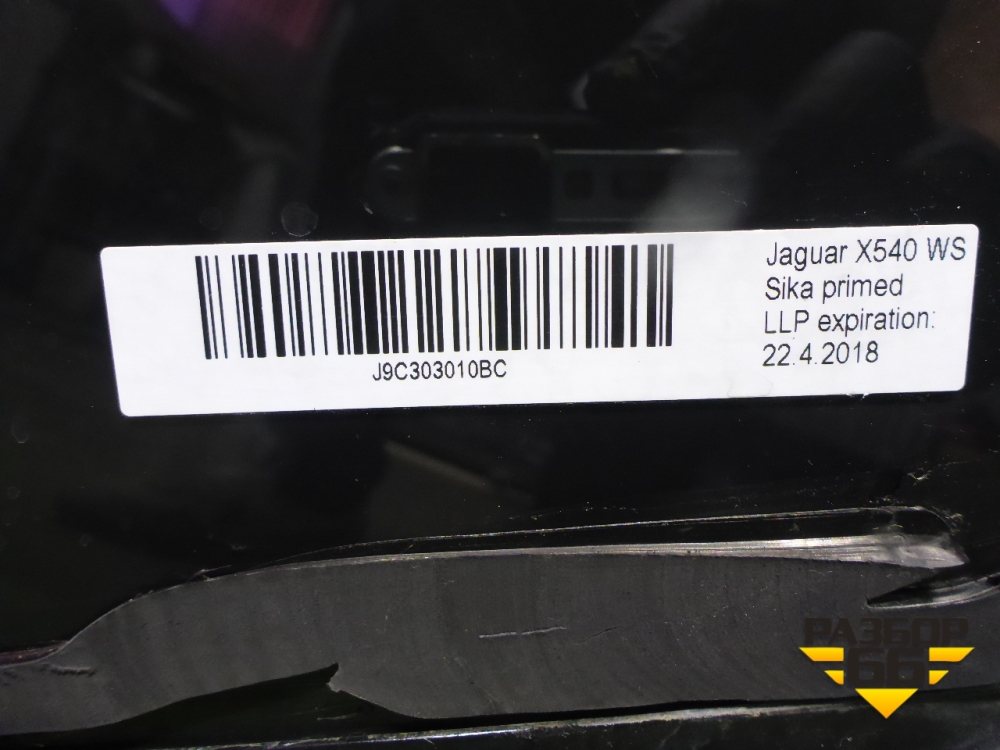 Jaguar X540 WS
Sika primed
LLP expiration:
22.4.2018
J9C303010BC
РАЗБОР
66